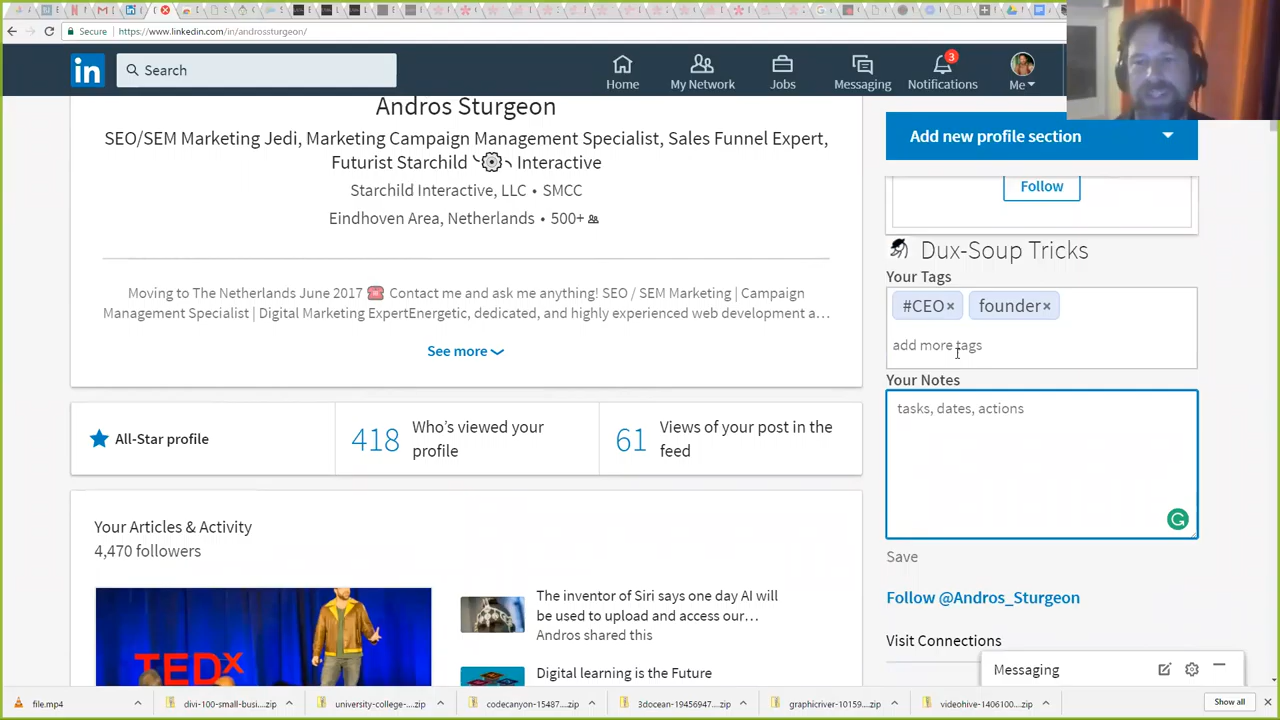 Secure
https://www.linkedin.com/in/androssturgeon/
in
Search
Home
My Network
Jobs
Messaging
3
Notifications
Me
Andros Sturgeon
SEO/SEM Marketing Jedi, Marketing Campaign Management Specialist, Sales Funnel Expert,
Futurist Starchild Interactive
Starchild Interactive, LLC • SMCC
Eindhoven Area, Netherlands • 500+
Moving to The Netherlands June 2017 ☎ Contact me and ask me anything! SEO / SEM Marketing | Campaign
Management Specialist | Digital Marketing ExpertEnergetic, dedicated, and highly experienced web development a…
See more
All-Star profile
418
Who's viewed your
profile
61
Views of your post in the
feed
Your Articles & Activity
4,470 followers
TEDx
The inventor of Siri says one day AI will
be used to upload and access our…
Andros shared this
Digital learning is the Future
Add new profile section
Follow
Dux-Soup Tricks
Your Tags
#CEO×
founder×
add more tags
Your Notes
tasks, dates, actions
Save
Follow @Andros_Sturgeon
Visit Connections
Messaging
file.mp4
divi-100-small-busi....zip
university-college-....zip
codecanyon-15487....zip
3docean-19456947....zip
graphicriver-10159....zip
videohive-1406100....zip
Show all